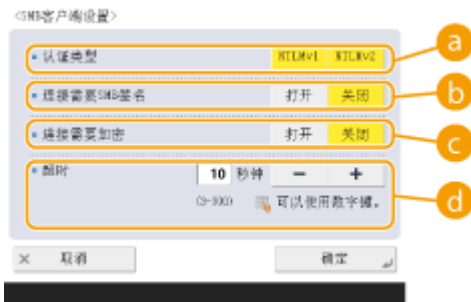 <SMB客户端设置>
a
• 认证类型 NTLMv1 NTLMv2
b
• 连接需要SMB签名 打开 关闭
c
• 连接需要加密 打开 关闭
• 超时 10 秒钟 − +
d
(3-300) 可以使用数字键。
× 取消 确定